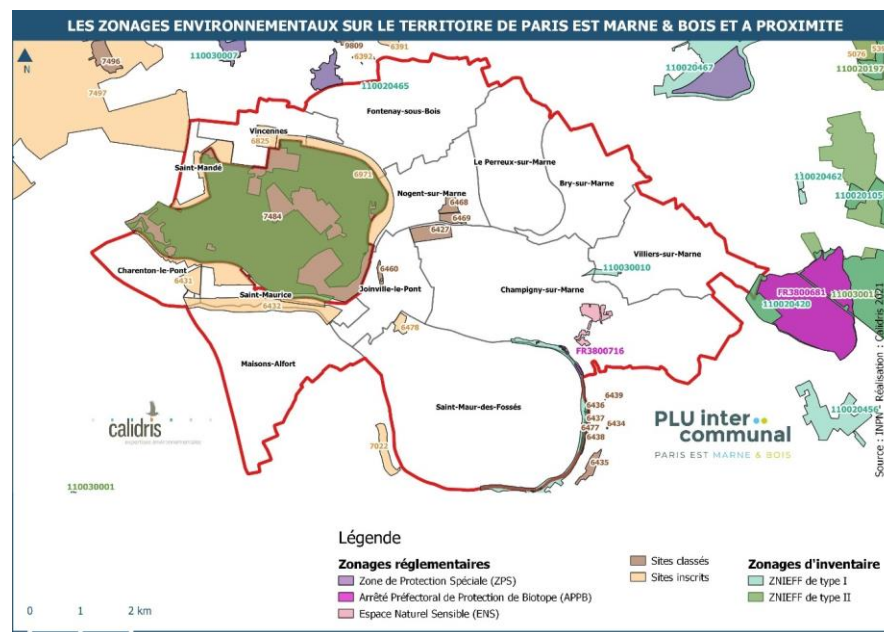 LES ZONAGES ENVIRONNEMENTAUX SUR LE TERRITOIRE DE PARIS EST MARNE & BOIS ET A PROXIMITE
N
7496
110030007
9809
6391
6392
110020465
7497
110020467
5076
110020197
Fontenay-sous-Bois
Vincennes
6825
Saint-Mandé
6971
Le Perreux-sur-Marne
Bry-sur-Marne
110020462
110020105
Nogent-sur-Marne
6468
6469
7484
6427
Villiers-sur-Marne
Charenton-le-Pont
6431
6460
110030010
FR3800681
110030011
110020420
Saint-Maurice
Joinville-le-Pont
Champigny-sur-Marne
6478
FR3800716
Maisons-Alfort
Saint-Maur-des-Fossés
6439
6436
6437
6434
6477
6438
6435
110020456
7022
110030001
calidris
expertises environnementales
PLU inter
communal
PARIS EST MARNE & BOIS
Source : INPN - Réalisation : Calidris 2021
Légende
Zonages réglementaires
Zone de Protection Spéciale (ZPS)
Arrêté Préfectoral de Protection de Biotope (APPB)
Espace Naturel Sensible (ENS)
Sites classés
Sites inscrits
Zonages d'inventaire
ZNIEFF de type I
ZNIEFF de type II
0 1 2 km